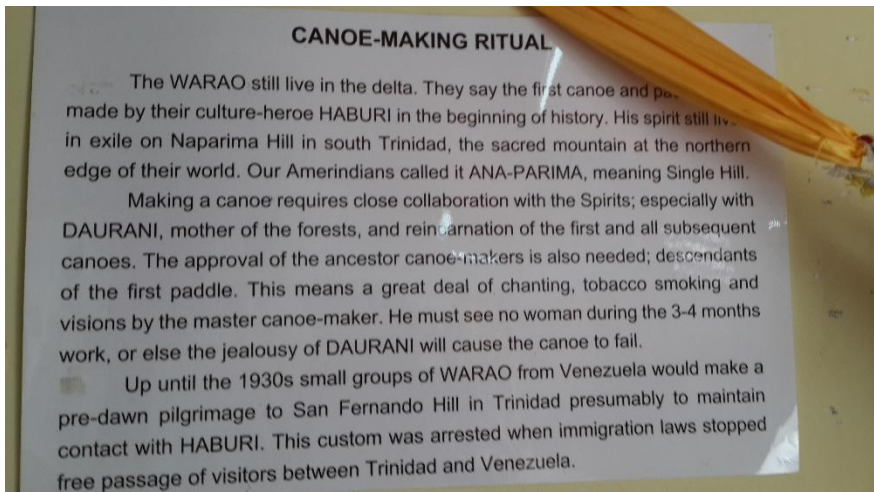 CANOE-MAKING RITUAL
The WARAO still live in the delta. They say the first canoe and
made by their culture-heroe HABURI in the beginning of history. His spirit still
in exile on Naparima Hill in south Trinidad, the sacred mountain at the northern
edge of their world. Our Amerindians called it ANA-PARIMA, meaning Single Hill.
Making a canoe requires close collaboration with the Spirits; especially with
DAURANI, mother of the forests, and reincarnation of the first and all subsequent
canoes. The approval of the ancestor canoe-makers is also needed; descendants
of the first paddle. This means a great deal of chanting, tobacco smoking and
visions by the master canoe-maker. He must see no woman during the 3-4 months
work, or else the jealousy of DAURANI will cause the canoe to fail.
Up until the 1930s small groups of WARAO from Venezuela would make a
pre-dawn pilgrimage to San Fernando Hill in Trinidad presumably to maintain
contact with HABURI. This custom was arrested when immigration laws stopped
free passage of visitors between Trinidad and Venezuela.